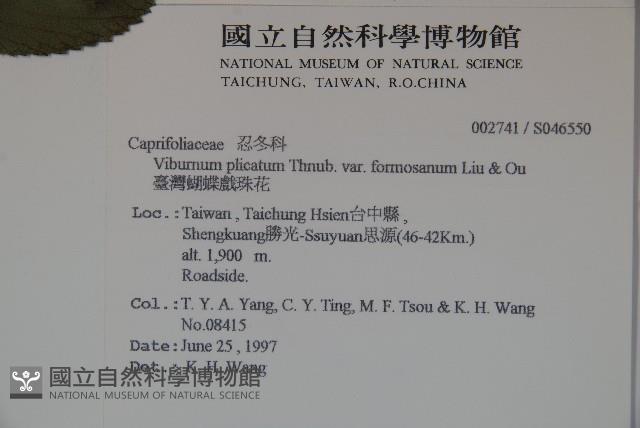 國立自然科學博物館
NATIONAL MUSEUM OF NATURAL SCIENCE
TAICHUNG, TAIWAN, R.O.CHINA
002741 / S046550
Caprifoliaceae 忍冬科
Viburnum plicatum Thnub. var. formosanum Liu & Ou
臺灣蝴蝶戲珠花
Loc.:Taiwan , Taichung Hsien台中縣 ,
Shengkuang勝光-Ssuyuan思源(46-42Km.)
alt. 1,900 m.
Roadside.
Col.:T. Y. A. Yang, C. Y. Ting, M. F. Tsou & K. H. Wang
No.08415
Date:June 25 , 1997
Det.: K. H. Wang
國立自然科學博物館
NATIONAL MUSEUM OF NATURAL SCIENCE